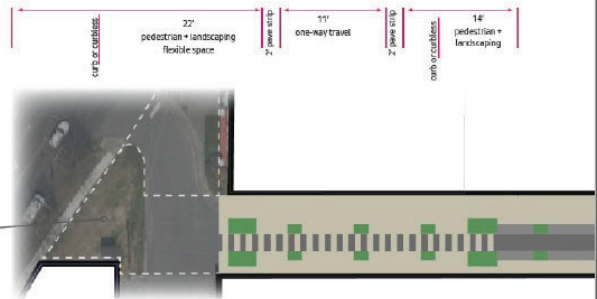 22'
pedestrian + landscaping
flexible space
curb or curbless
2' pave strip
11'
one-way travel
2' pave strip
curb or curbless
14'
pedestrian +
landscaping